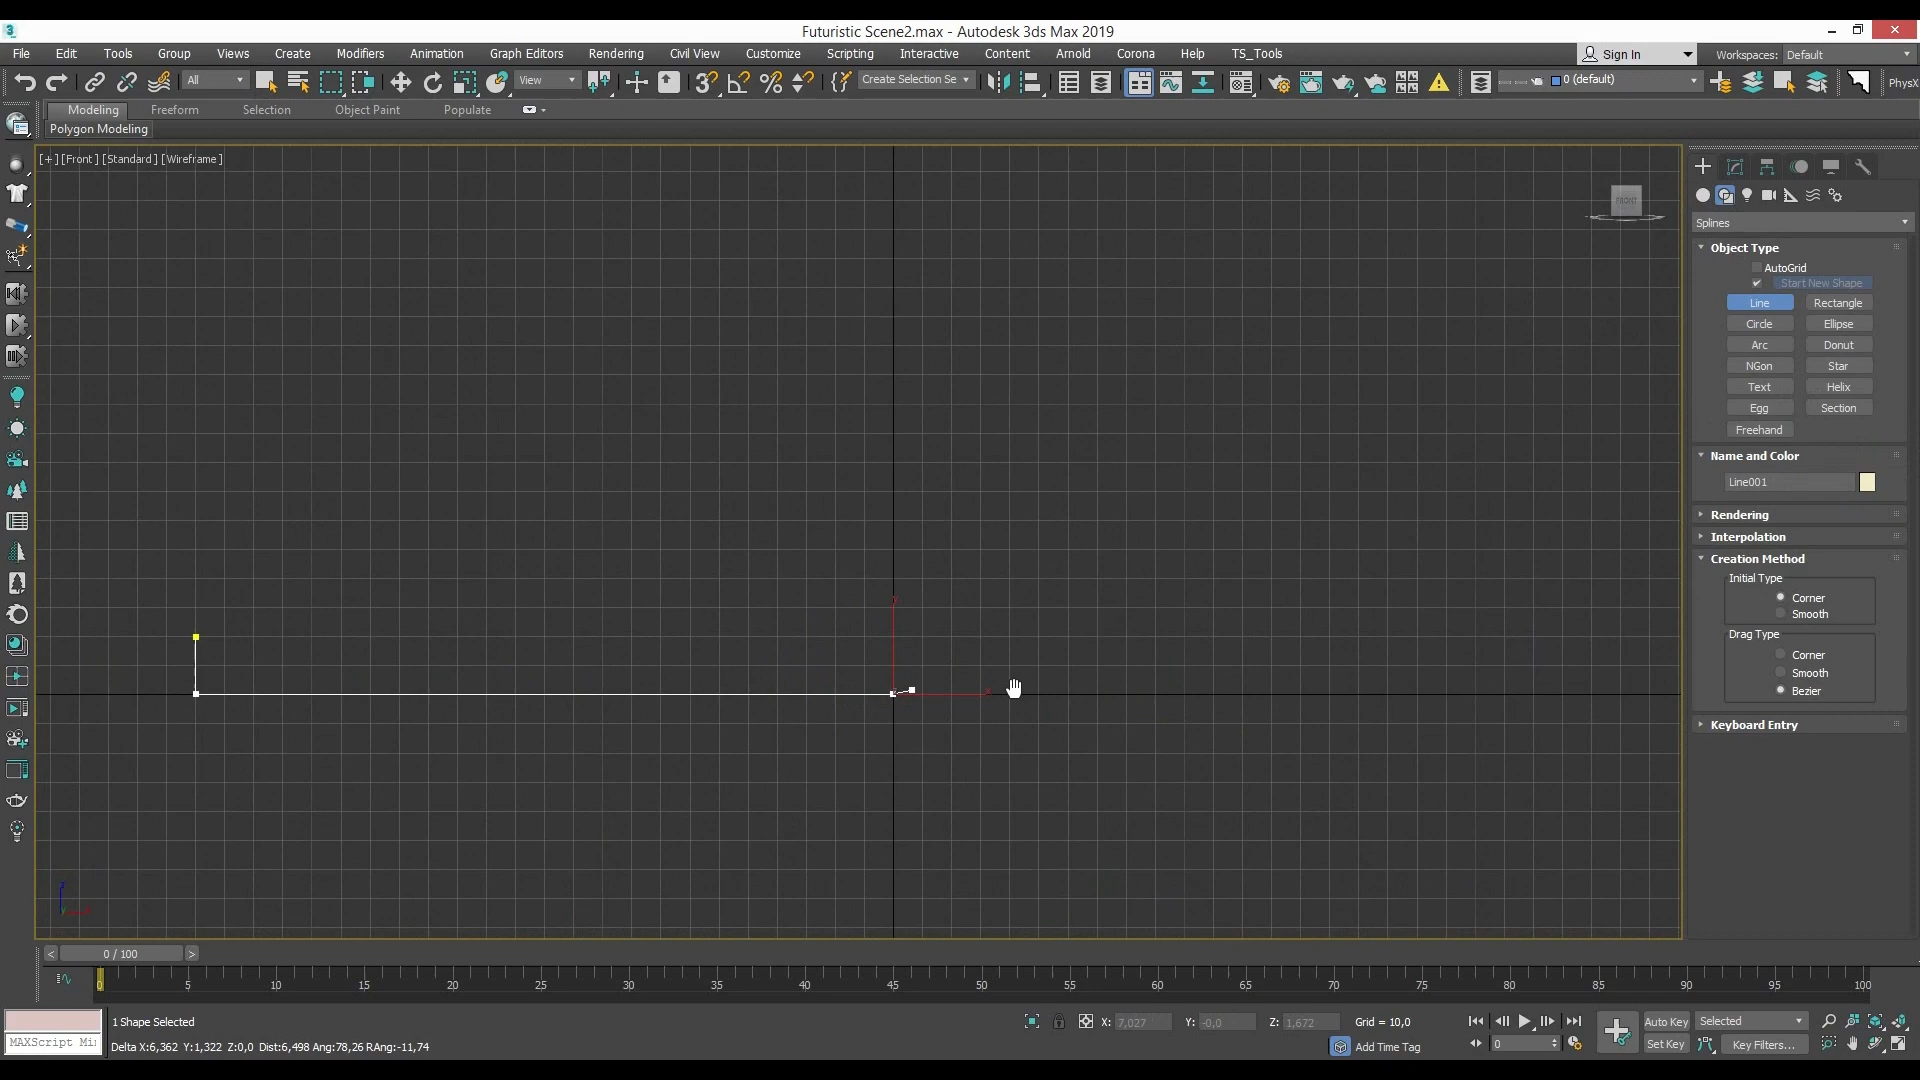 Futuristic Scene2.max - Autodesk 3ds Max 2019
File Edit Tools Group Views Create Modifiers Animation Graph Editors Rendering Civil View Customize Scripting Interactive Content Arnold Corona Help TS_Tools Sign In Workspaces: Default
All View Create Selection Se 0 (default) PhysX
Modeling Freeform Selection Object Paint Populate
Polygon Modeling
[+] [Front] [Standard] [Wireframe]
FRONT
Splines
Object Type
AutoGrid
Start New Shape
Line Rectangle
Circle Ellipse
Arc Donut
NGon Star
Text Helix
Egg Section
Freehand
Name and Color
Line001
Rendering
Interpolation
Creation Method
Initial Type
Corner
Smooth
Drag Type
Corner
Smooth
Bezier
Keyboard Entry
y
x
z
y
< 0 / 100 >
0 5 10 15 20 25 30 35 40 45 50 55 60 65 70 75 80 85 90 95 100
1 Shape Selected X: 7,027 Y: -0,0 Z: 1,672 Grid = 10,0 Auto Key Selected
MAXScript Mi Delta X:6,362 Y:1,322 Z:0,0 Dist:6,498 Ang:78,26 RAng:-11,74 Add Time Tag 0 Set Key Key Filters...